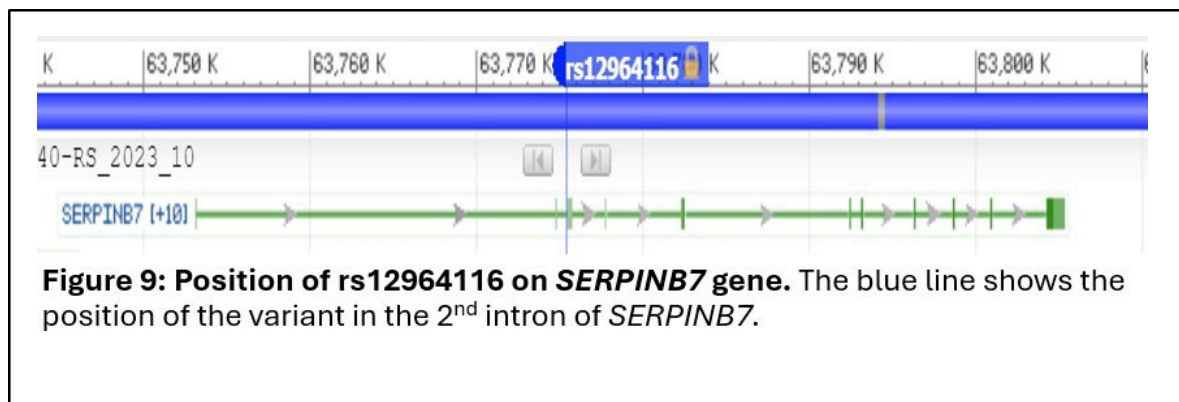 K 63,750 K 63,760 K 63,770 K rs12964116 K 63,790 K 63,800 K
40-RS_2023_10
SERPINB7 [+10]
Figure 9: Position of rs12964116 on SERPINB7 gene. The blue line shows the
position of the variant in the 2nd intron of SERPINB7.